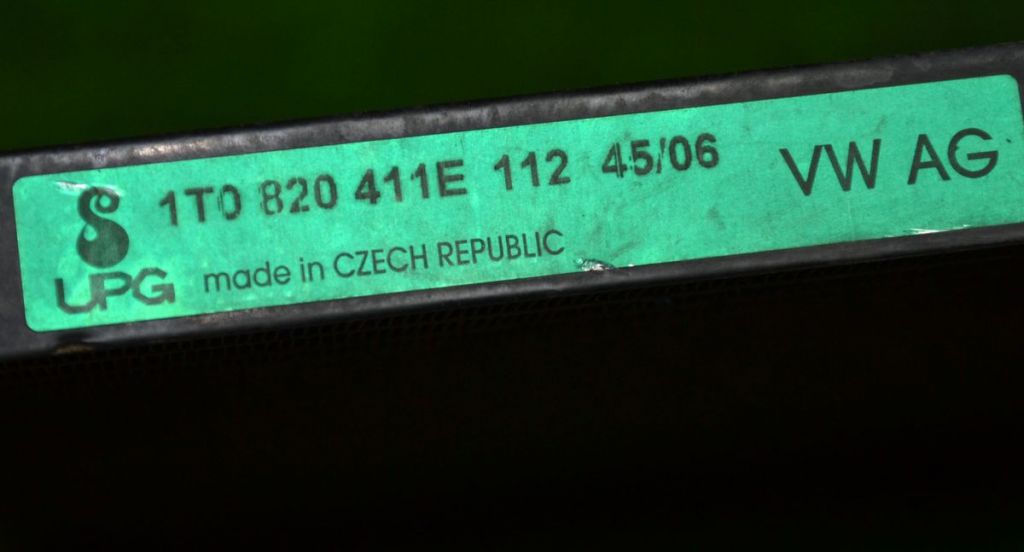 1T0 820 411E 112 45/06 VW AG
UPG made in CZECH REPUBLIC